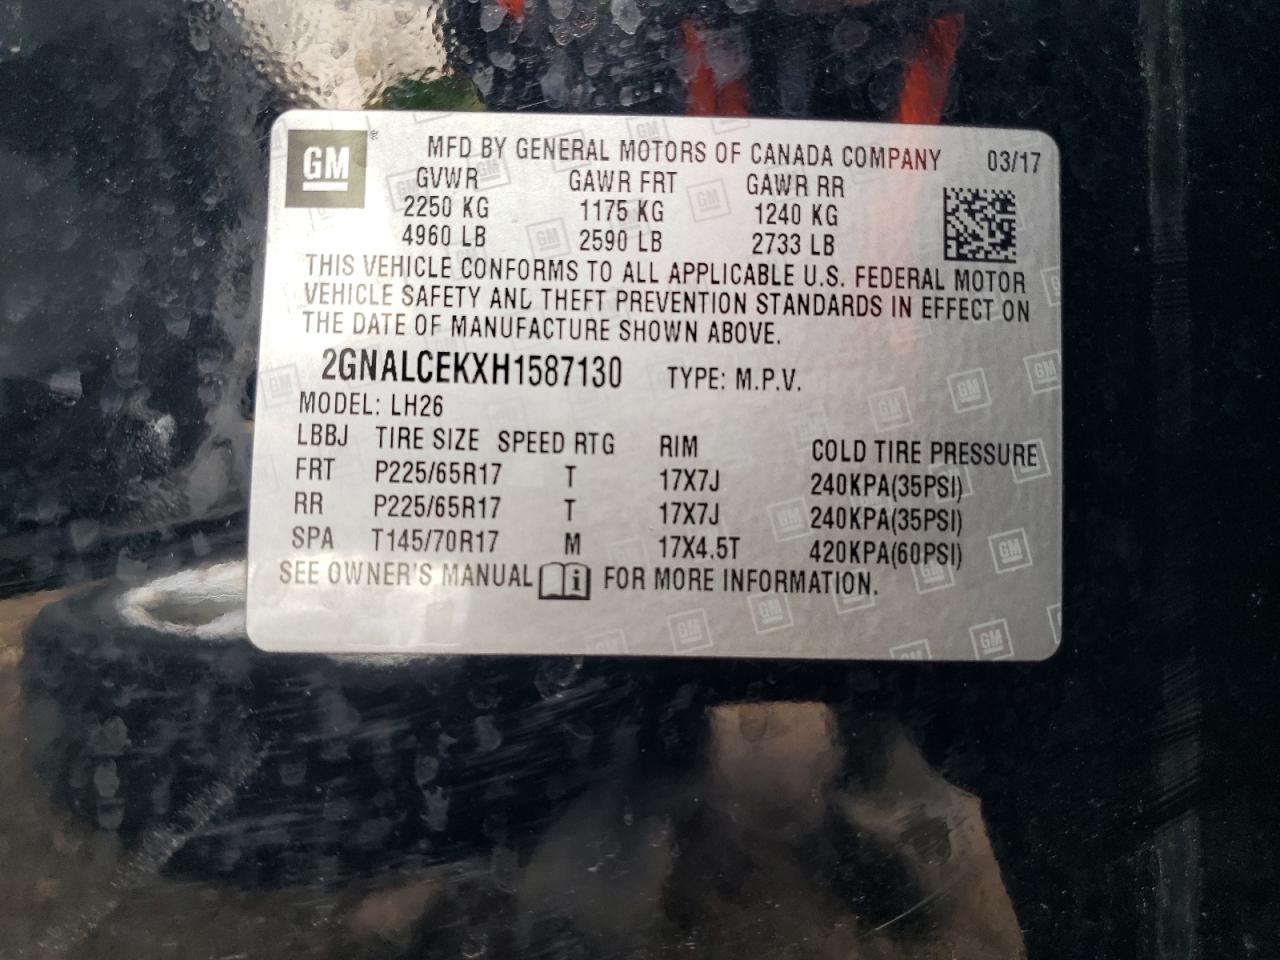 GM ® MFD BY GENERAL MOTORS OF CANADA COMPANY 03/17
GVWR GAWR FRT GAWR RR
2250 KG 1175 KG 1240 KG
4960 LB 2590 LB 2733 LB
THIS VEHICLE CONFORMS TO ALL APPLICABLE U.S. FEDERAL MOTOR
VEHICLE SAFETY AND THEFT PREVENTION STANDARDS IN EFFECT ON
THE DATE OF MANUFACTURE SHOWN ABOVE.
2GNALCEKXH1587130 TYPE: M.P.V.
MODEL: LH26
LBBJ TIRE SIZE SPEED RTG RIM COLD TIRE PRESSURE
FRT P225/65R17 T 17X7J 240KPA(35PSI)
RR P225/65R17 T 17X7J 240KPA(35PSI)
SPA T145/70R17 M 17X4.5T 420KPA(60PSI)
SEE OWNER'S MANUAL i FOR MORE INFORMATION.